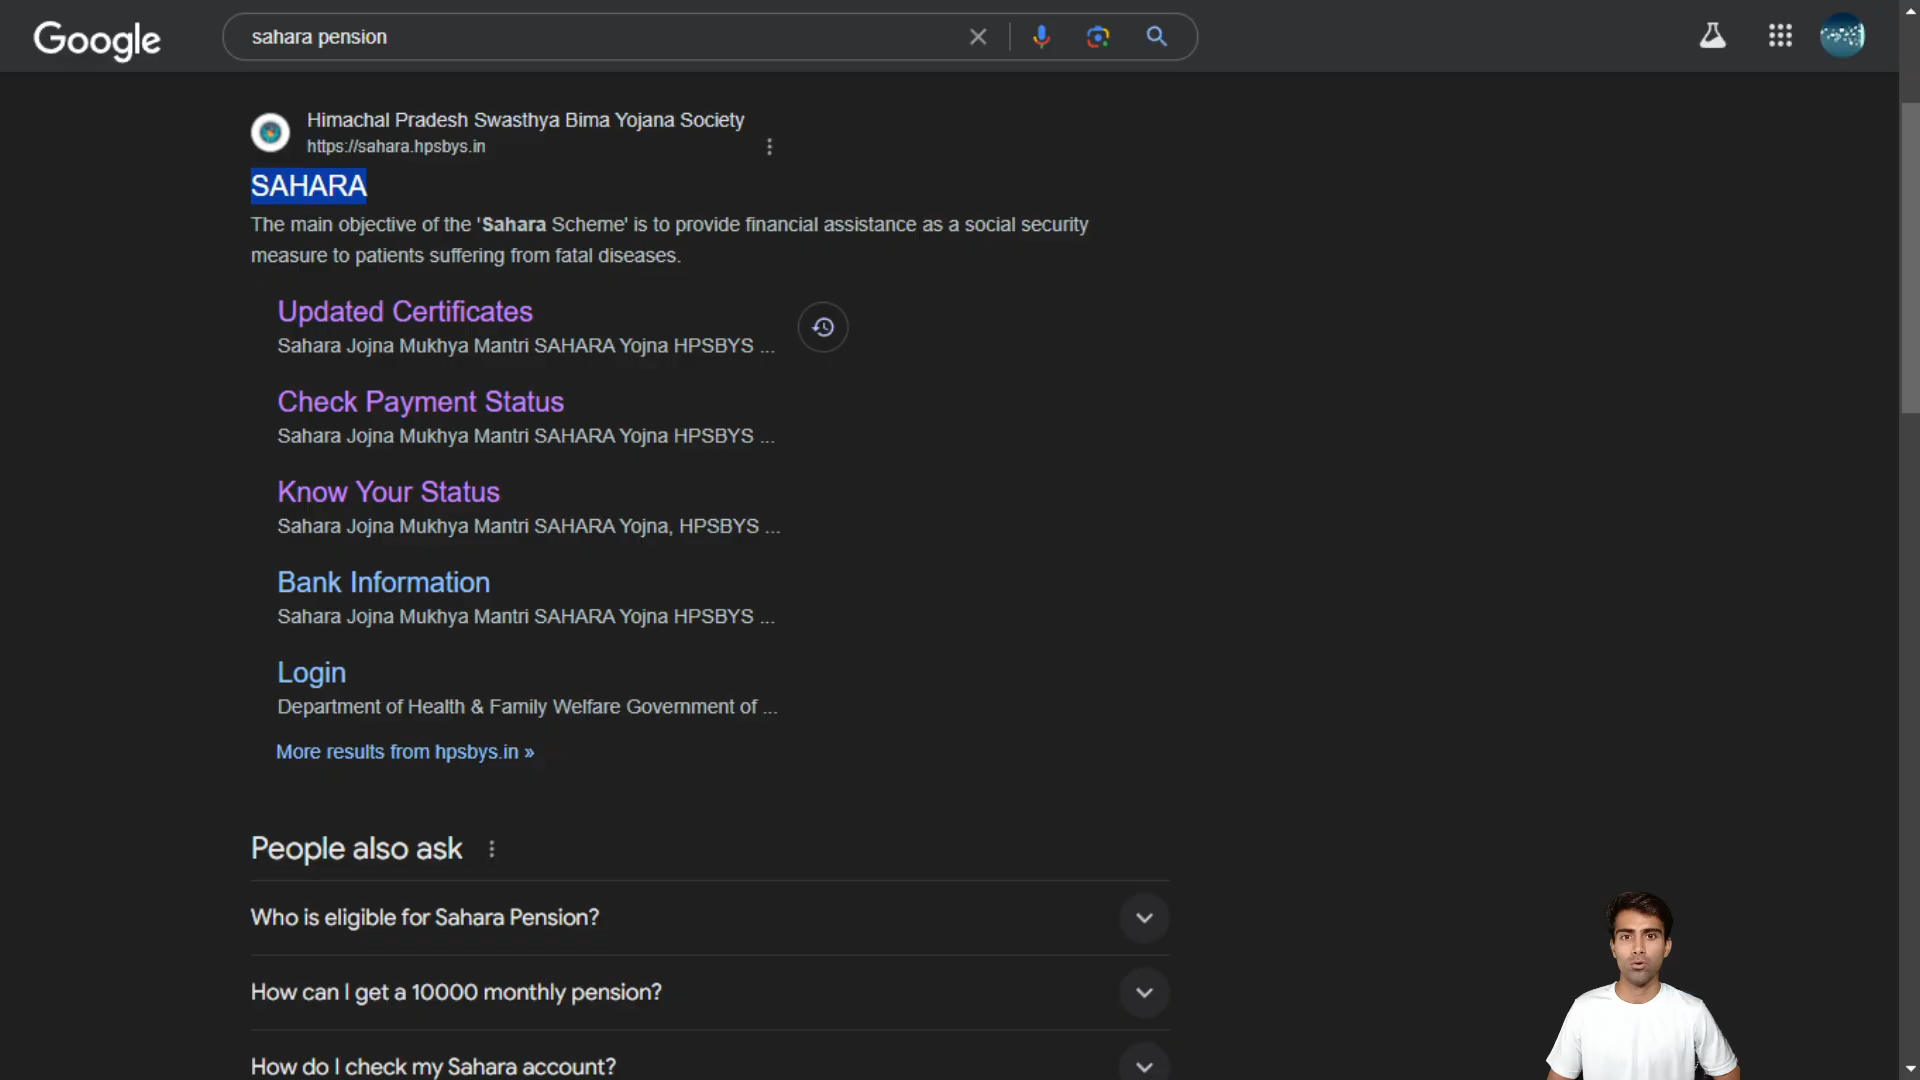 Google
sahara pension
Himachal Pradesh Swasthya Bima Yojana Society
https://sahara.hpsbys.in
SAHARA
The main objective of the 'Sahara Scheme' is to provide financial assistance as a social security
measure to patients suffering from fatal diseases.
Updated Certificates
Sahara Jojna Mukhya Mantri SAHARA Yojna HPSBYS ...
Check Payment Status
Sahara Jojna Mukhya Mantri SAHARA Yojna HPSBYS ...
Know Your Status
Sahara Jojna Mukhya Mantri SAHARA Yojna, HPSBYS ...
Bank Information
Sahara Jojna Mukhya Mantri SAHARA Yojna HPSBYS ...
Login
Department of Health & Family Welfare Government of ...
More results from hpsbys.in »
People also ask
Who is eligible for Sahara Pension?
How can I get a 10000 monthly pension?
How do I check my Sahara account?